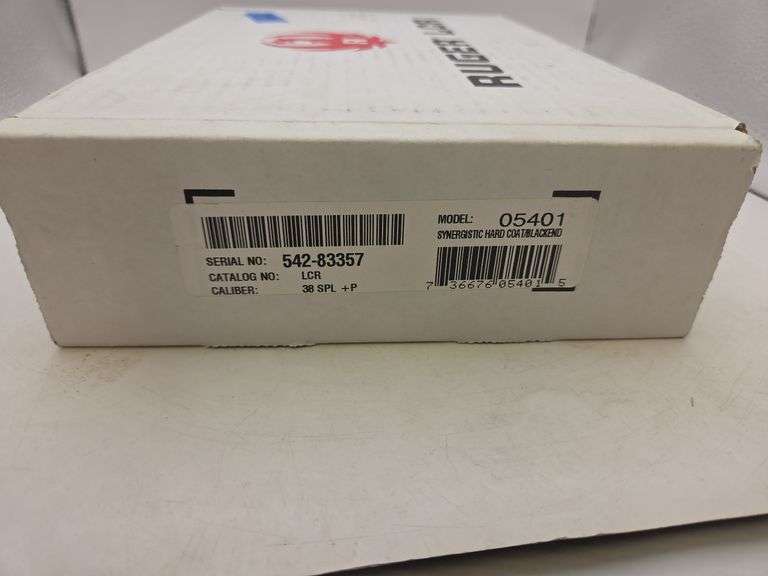 RUGER LCR
SERIAL NO: 542-83357
CATALOG NO: LCR
CALIBER: 38 SPL +P
MODEL: 05401
SYNERGISTIC HARD COAT/BLACKEND
7 36676 05401 5